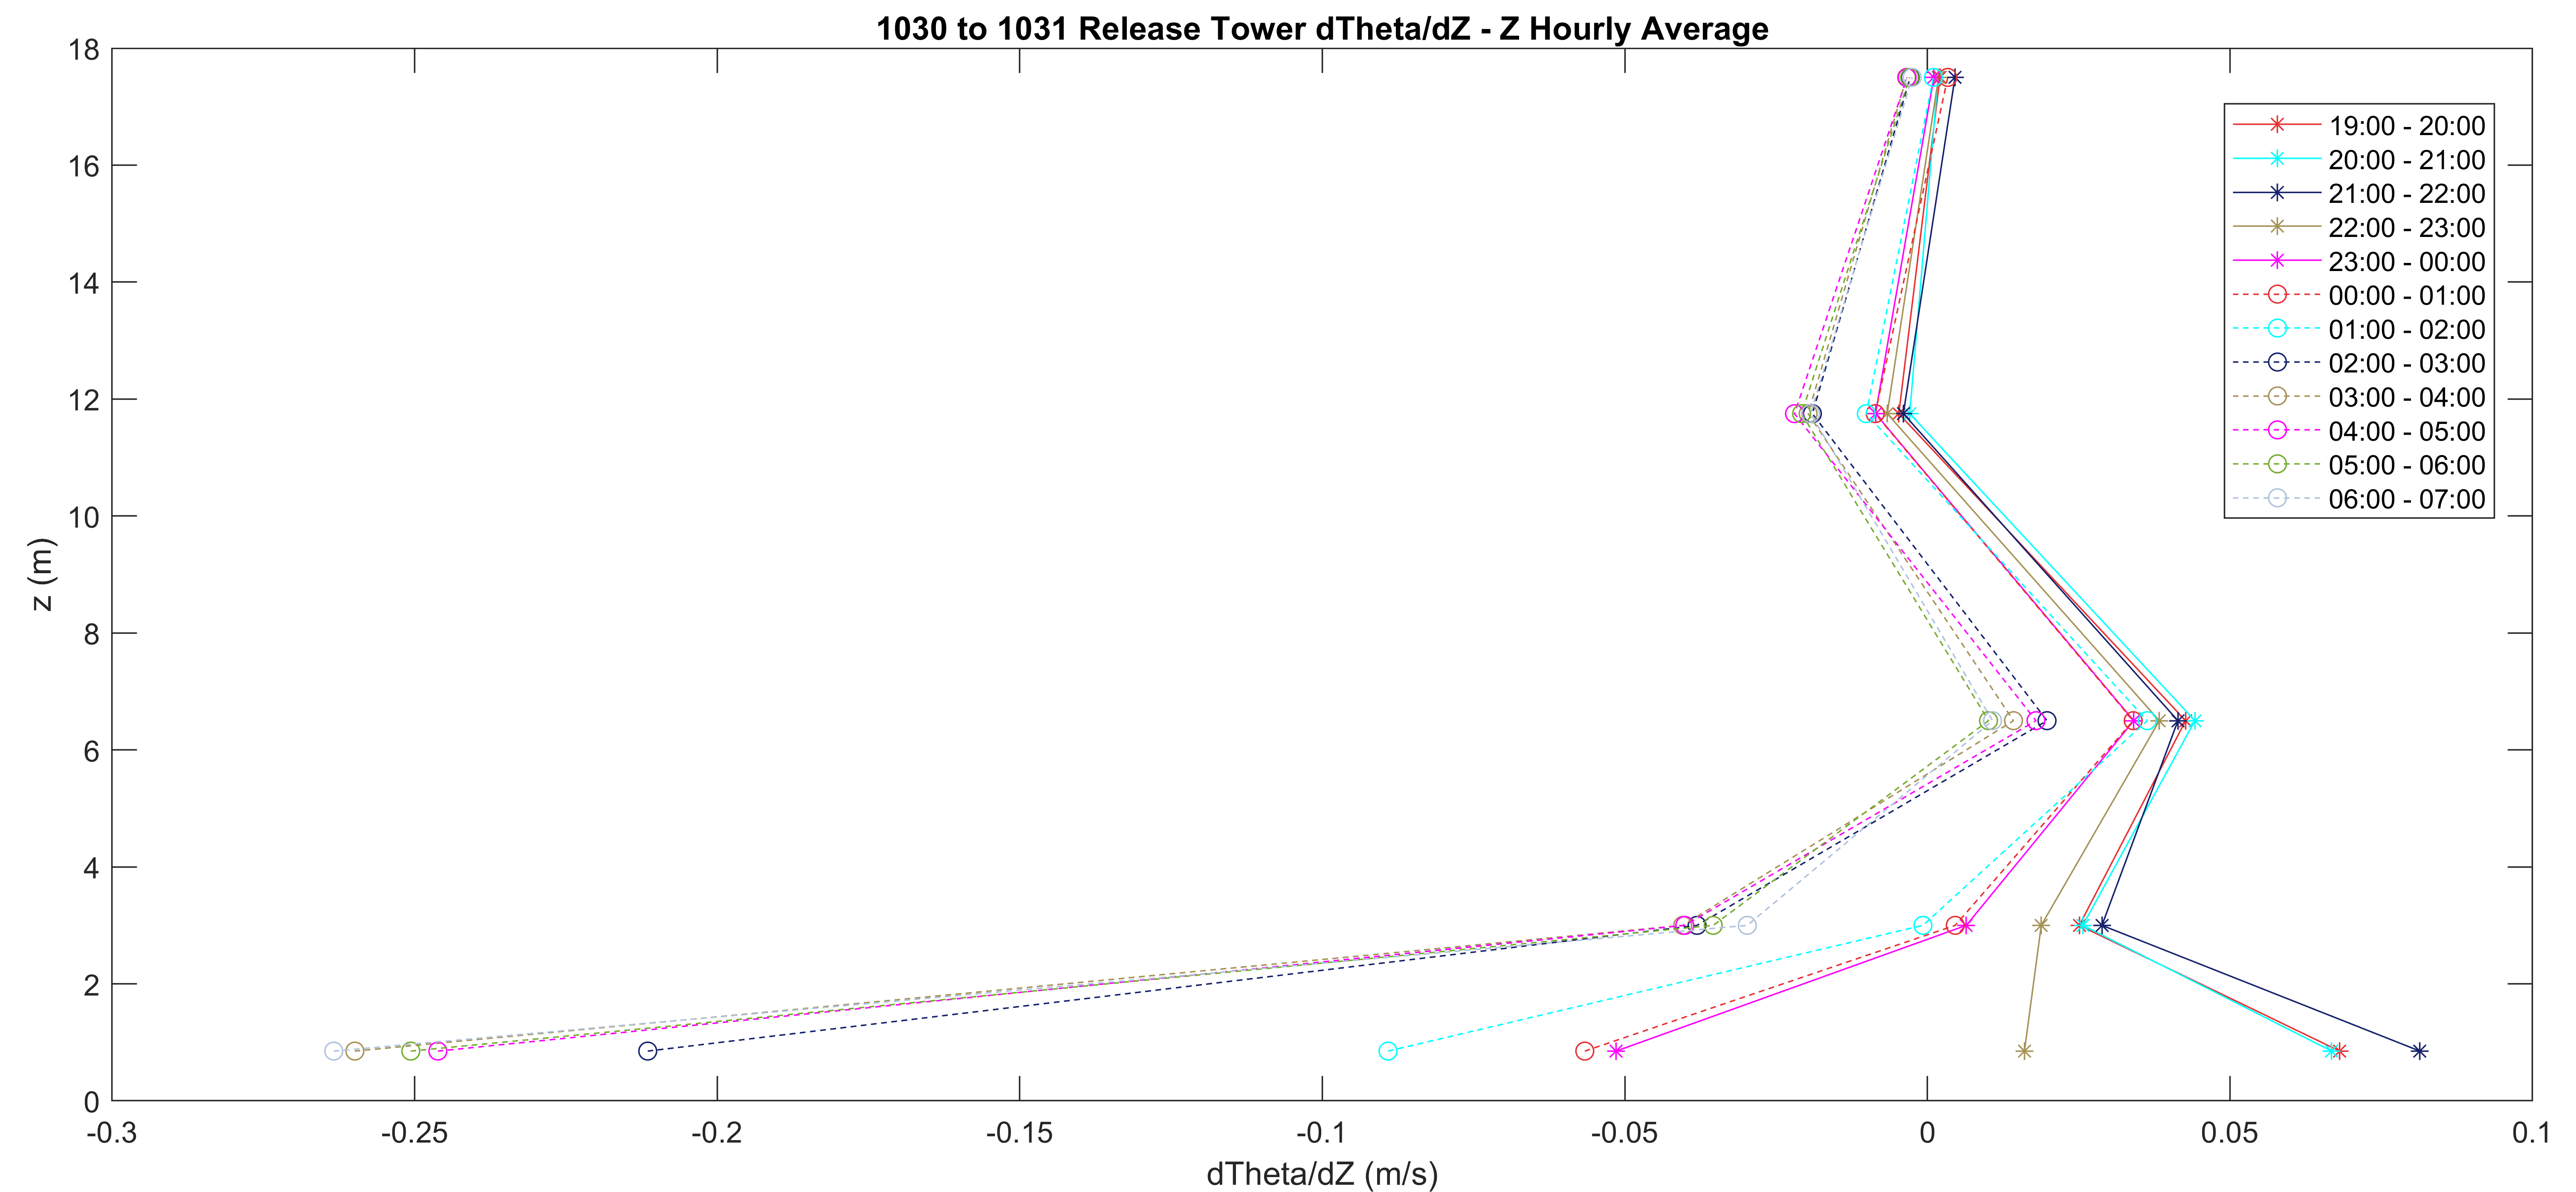 1030 to 1031 Release Tower dTheta/dZ - Z Hourly Average
18
16
14
12
10
8
6
4
2
0
z (m)
19:00 - 20:00
20:00 - 21:00
21:00 - 22:00
22:00 - 23:00
23:00 - 00:00
00:00 - 01:00
01:00 - 02:00
02:00 - 03:00
03:00 - 04:00
04:00 - 05:00
05:00 - 06:00
06:00 - 07:00
-0.3 -0.25 -0.2 -0.15 -0.1 -0.05 0 0.05 0.1
dTheta/dZ (m/s)